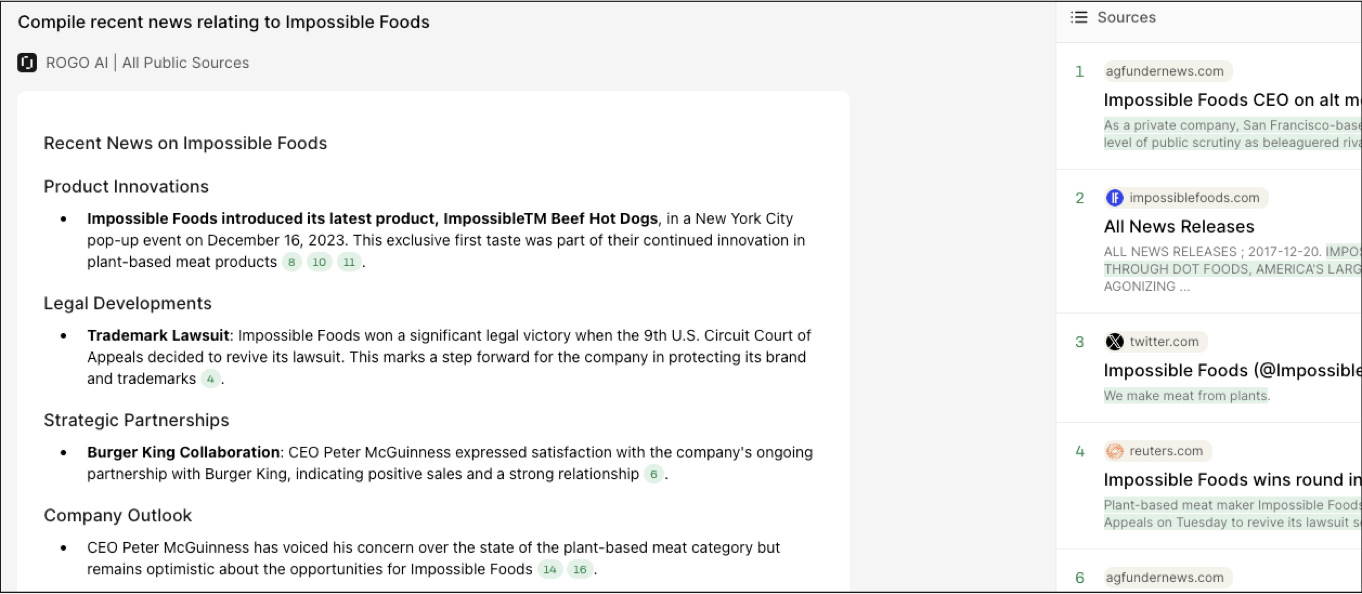 Compile recent news relating to Impossible Foods
ROGO AI | All Public Sources
Recent News on Impossible Foods
Product Innovations
• Impossible Foods introduced its latest product, ImpossibleTM Beef Hot Dogs, in a New York City
pop-up event on December 16, 2023. This exclusive first taste was part of their continued innovation in
plant-based meat products 8 10 11.
Legal Developments
• Trademark Lawsuit: Impossible Foods won a significant legal victory when the 9th U.S. Circuit Court of
Appeals decided to revive its lawsuit. This marks a step forward for the company in protecting its brand
and trademarks 4.
Strategic Partnerships
• Burger King Collaboration: CEO Peter McGuinness expressed satisfaction with the company's ongoing
partnership with Burger King, indicating positive sales and a strong relationship 6.
Company Outlook
• CEO Peter McGuinness has voiced his concern over the state of the plant-based meat category but
remains optimistic about the opportunities for Impossible Foods 14 16.
Sources
1 agfundernews.com
Impossible Foods CEO on alt
As a private company, San Francisco-base
level of public scrutiny as beleaguered riva
2 impossiblefoods.com
All News Releases
ALL NEWS RELEASES ; 2017-12-20. IMPOS
THROUGH DOT FOODS, AMERICA'S LARG
AGONIZING ...
3 twitter.com
Impossible Foods (@Impossible
We make meat from plants.
4 reuters.com
Impossible Foods wins round in
Plant-based meat maker Impossible Foods
Appeals on Tuesday to revive its lawsuit
6 agfundernews.com